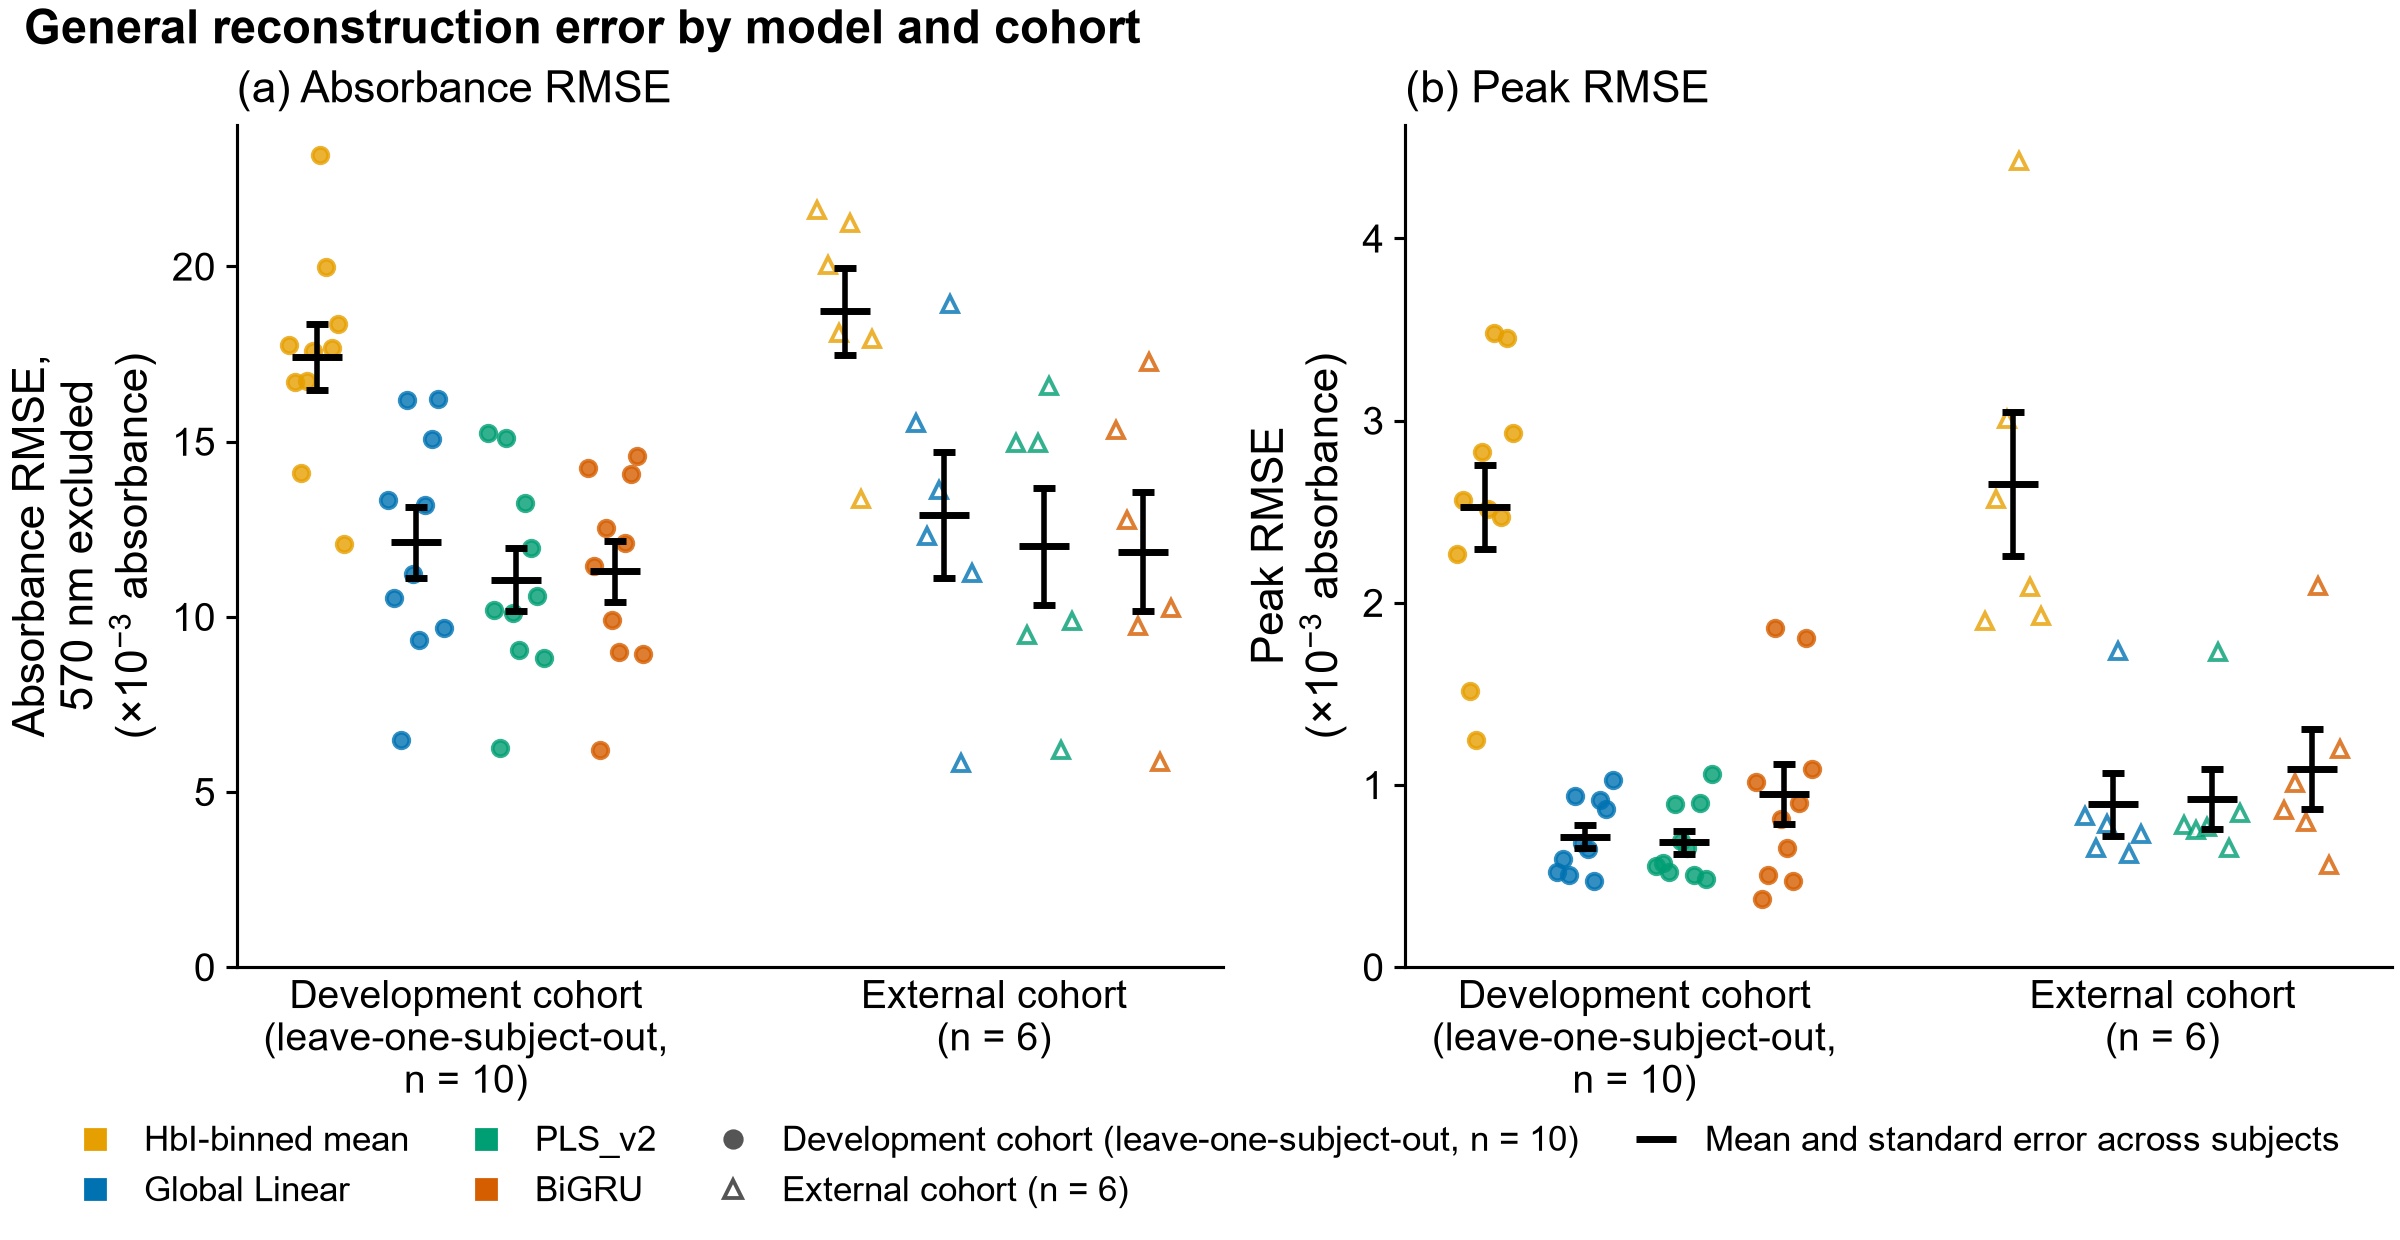 General reconstruction error by model and cohort
(a) Absorbance RMSE
Absorbance RMSE,
570 nm excluded
(×10⁻³ absorbance)
20
15
10
5
0
Development cohort
(leave-one-subject-out,
n = 10)
External cohort
(n = 6)
(b) Peak RMSE
Peak RMSE
(×10⁻³ absorbance)
4
3
2
1
0
Development cohort
(leave-one-subject-out,
n = 10)
External cohort
(n = 6)
HbI-binned mean
Global Linear
PLS_v2
BiGRU
Development cohort (leave-one-subject-out, n = 10)
External cohort (n = 6)
Mean and standard error across subjects